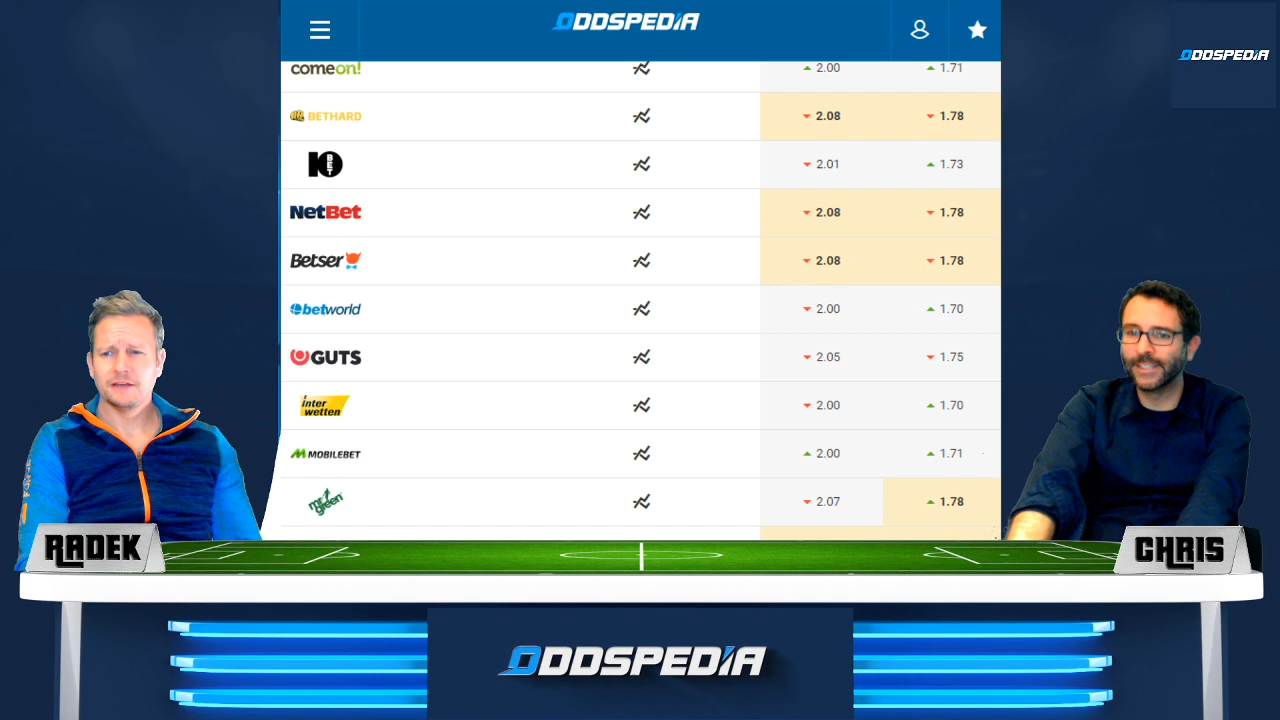 ODDSPEDIA
ODDSPEDIA
comeon! 2.00 1.71
BETHARD 2.08 1.78
10BET 2.01 1.73
NetBet 2.08 1.78
Betser 2.08 1.78
betworld 2.00 1.70
GUTS 2.05 1.75
inter wetten 2.00 1.70
MOBILEBET 2.00 1.71
mr green 2.07 1.78
RADEK
CHRIS
ODDSPEDIA